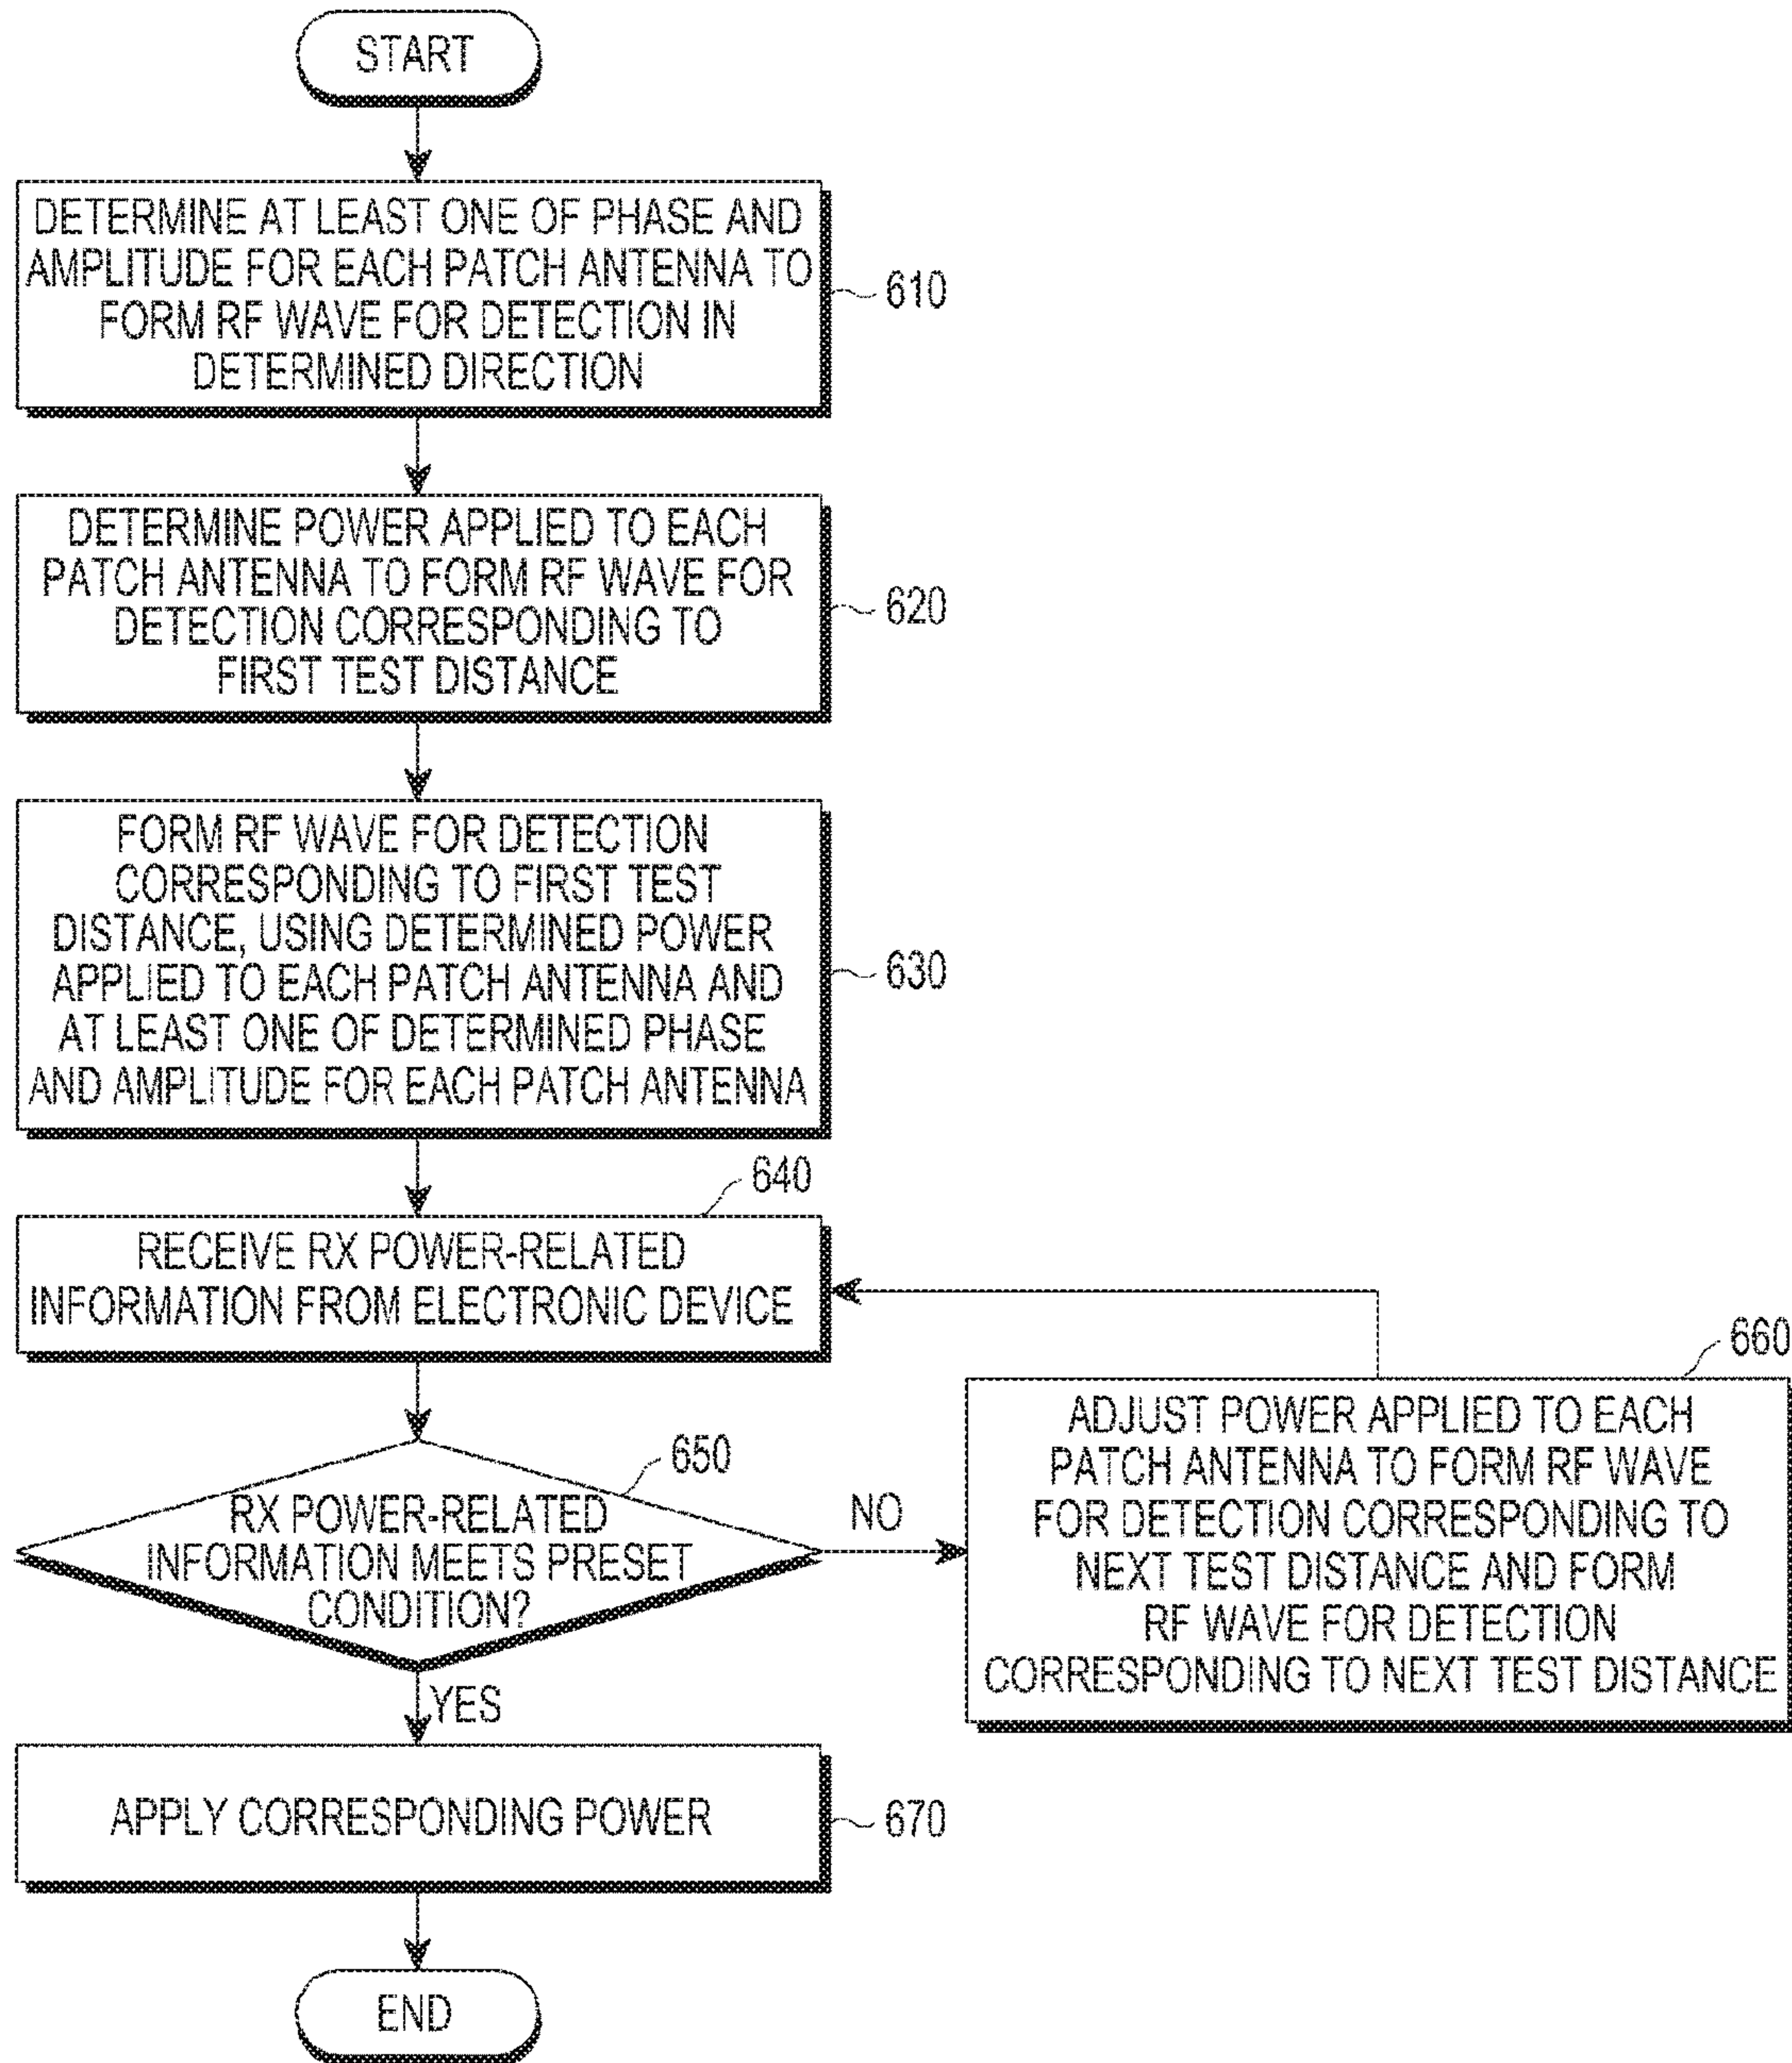 START
DETERMINE AT LEAST ONE OF PHASE AND
AMPLITUDE FOR EACH PATCH ANTENNA TO
FORM RF WAVE FOR DETECTION IN
DETERMINED DIRECTION
610
DETERMINE POWER APPLIED TO EACH
PATCH ANTENNA TO FORM RF WAVE FOR
DETECTION CORRESPONDING TO
FIRST TEST DISTANCE
620
FORM RF WAVE FOR DETECTION
CORRESPONDING TO FIRST TEST
DISTANCE, USING DETERMINED POWER
APPLIED TO EACH PATCH ANTENNA AND
AT LEAST ONE OF DETERMINED PHASE
AND AMPLITUDE FOR EACH PATCH ANTENNA
630
640
RECEIVE RX POWER-RELATED
INFORMATION FROM ELECTRONIC DEVICE
650
RX POWER-RELATED
INFORMATION MEETS PRESET
CONDITION?
NO
660
ADJUST POWER APPLIED TO EACH
PATCH ANTENNA TO FORM RF WAVE
FOR DETECTION CORRESPONDING TO
NEXT TEST DISTANCE AND FORM
RF WAVE FOR DETECTION
CORRESPONDING TO NEXT TEST DISTANCE
YES
APPLY CORRESPONDING POWER
670
END